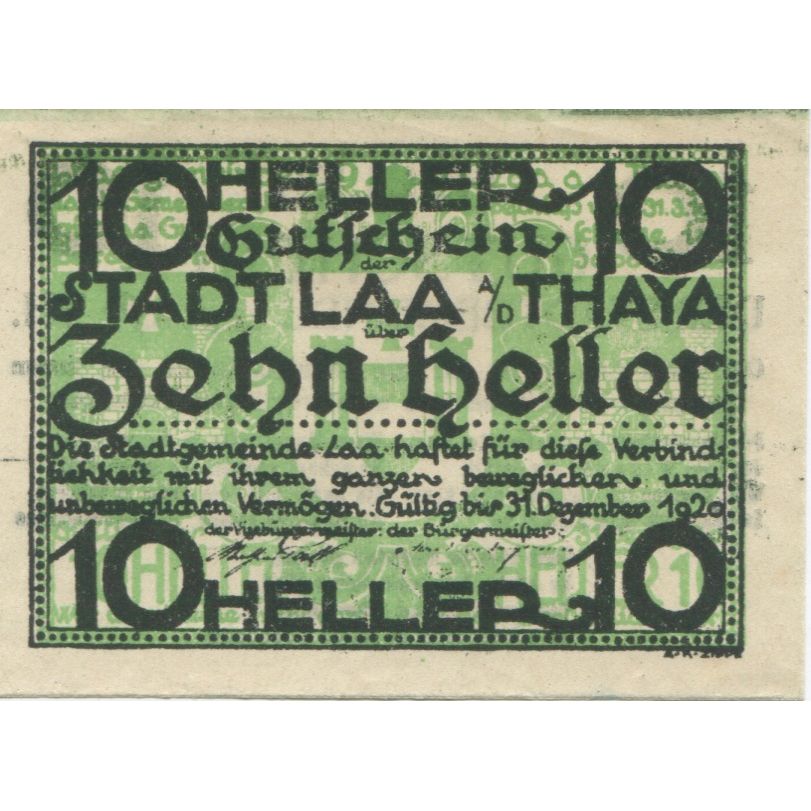 10 HELLER 10
Gutschein
der
STADT LAA A/D THAYA
über
Zehn Heller
Die Stadtgemeinde Laa haftet für diese Verbind-
lichkeit mit ihrem ganzen beweglichen und
unbeweglichen Vermögen. Gültig bis 31. Dezember 1920
der Vizebürgermeister: der Bürgermeister:
10 HELLER 10